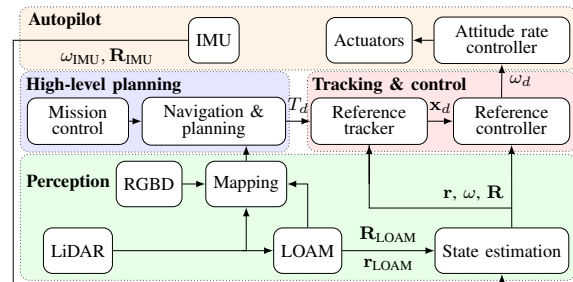 Autopilot
IMU
Actuators
Attitude rate
controller
ω_IMU, R_IMU
ω_d
High-level planning
Tracking & control
Mission
control
Navigation &
planning
T_d
Reference
tracker
x_d
Reference
controller
Perception
RGBD
Mapping
r, ω, R
LiDAR
LOAM
R_LOAM
r_LOAM
State estimation